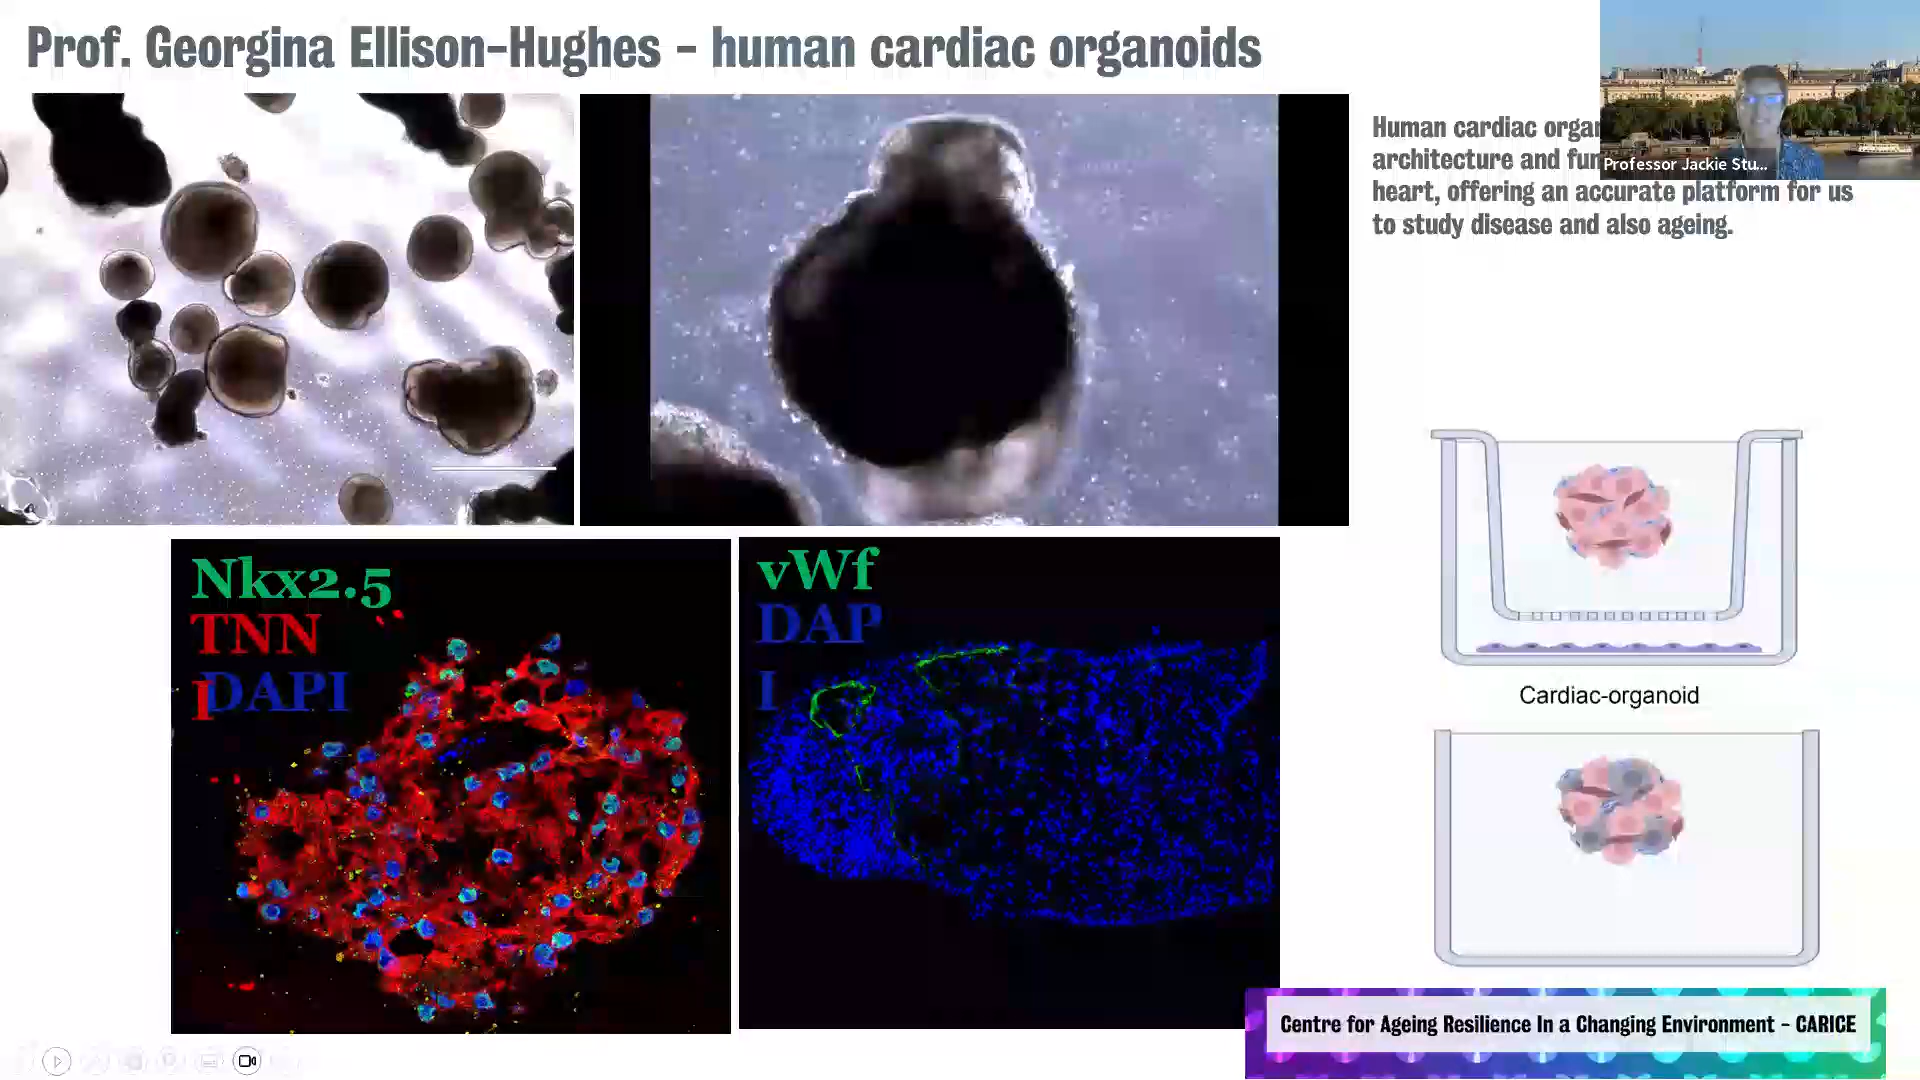 Prof. Georgina Ellison-Hughes - human cardiac organoids
Human cardiac
architecture and
heart, offering an accurate platform for us
to study disease and also ageing.
Professor Jackie Stu...
Nkx2.5
TNN
I
DAPI
vWf
DAP
I
Cardiac-organoid
Centre for Ageing Resilience In a Changing Environment - CARICE